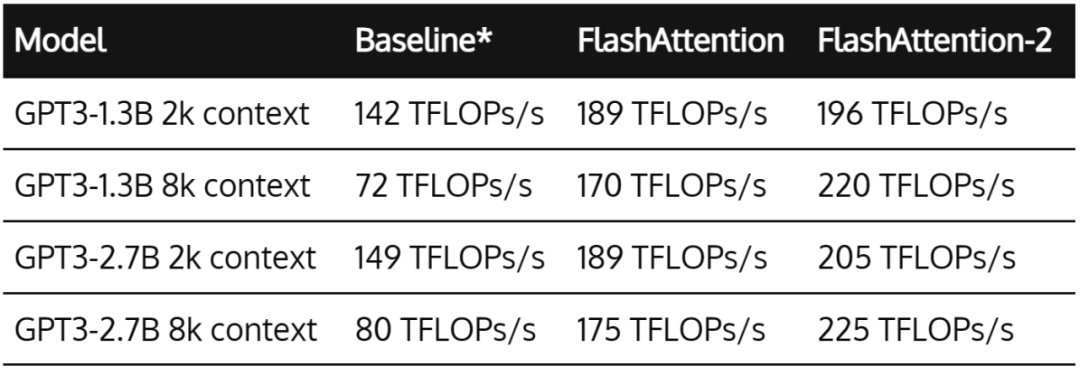 Model Baseline* FlashAttention FlashAttention-2
GPT3-1.3B 2k context 142 TFLOPs/s 189 TFLOPs/s 196 TFLOPs/s
GPT3-1.3B 8k context 72 TFLOPs/s 170 TFLOPs/s 220 TFLOPs/s
GPT3-2.7B 2k context 149 TFLOPs/s 189 TFLOPs/s 205 TFLOPs/s
GPT3-2.7B 8k context 80 TFLOPs/s 175 TFLOPs/s 225 TFLOPs/s